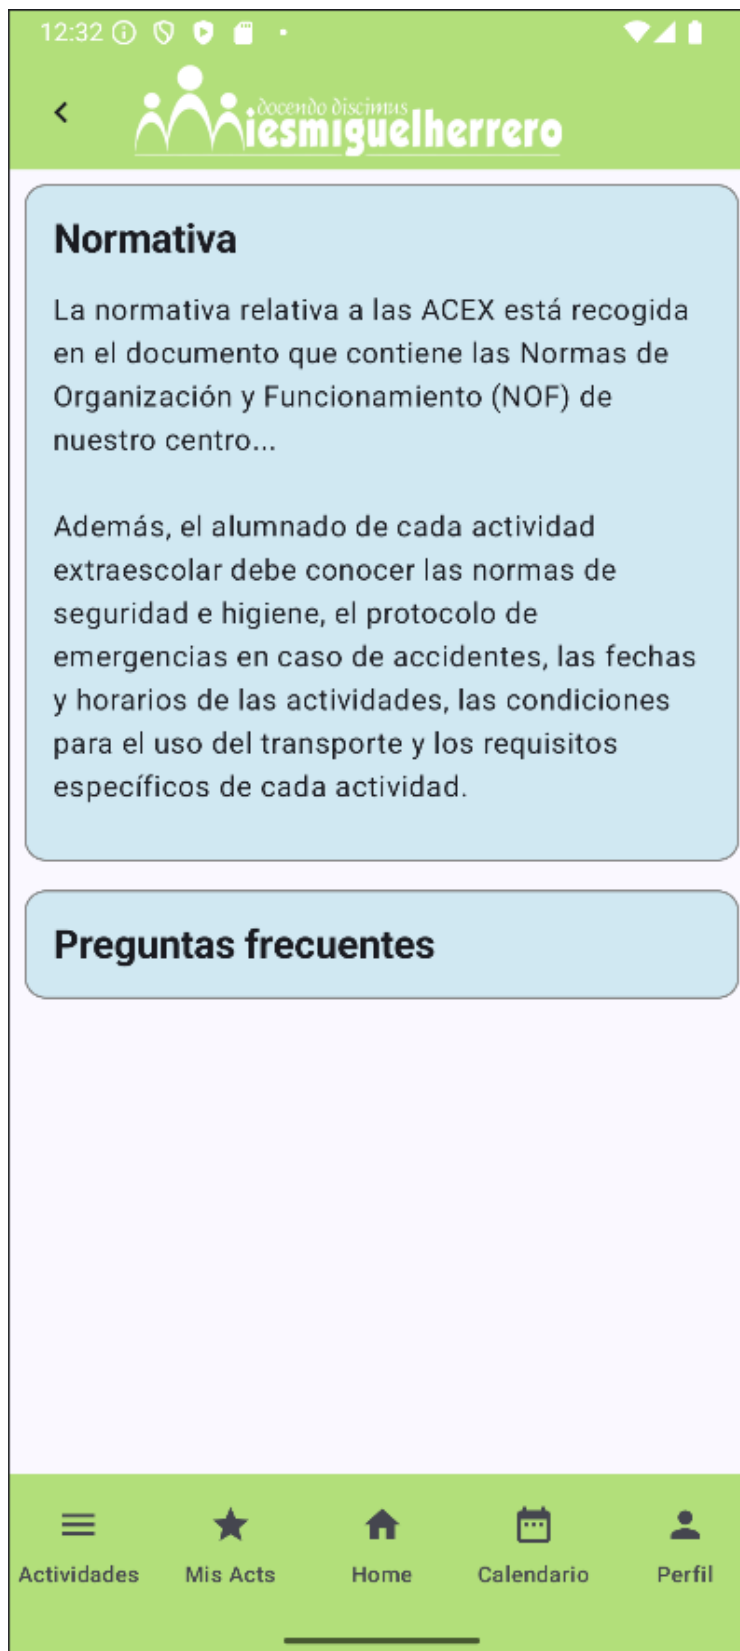 12:32
docendo discimus
iesmiguelherrero
Normativa
La normativa relativa a las ACEX está recogida
en el documento que contiene las Normas de
Organización y Funcionamiento (NOF) de
nuestro centro...
Además, el alumnado de cada actividad
extraescolar debe conocer las normas de
seguridad e higiene, el protocolo de
emergencias en caso de accidentes, las fechas
y horarios de las actividades, las condiciones
para el uso del transporte y los requisitos
específicos de cada actividad.
Preguntas frecuentes
Actividades Mis Acts Home Calendario Perfil